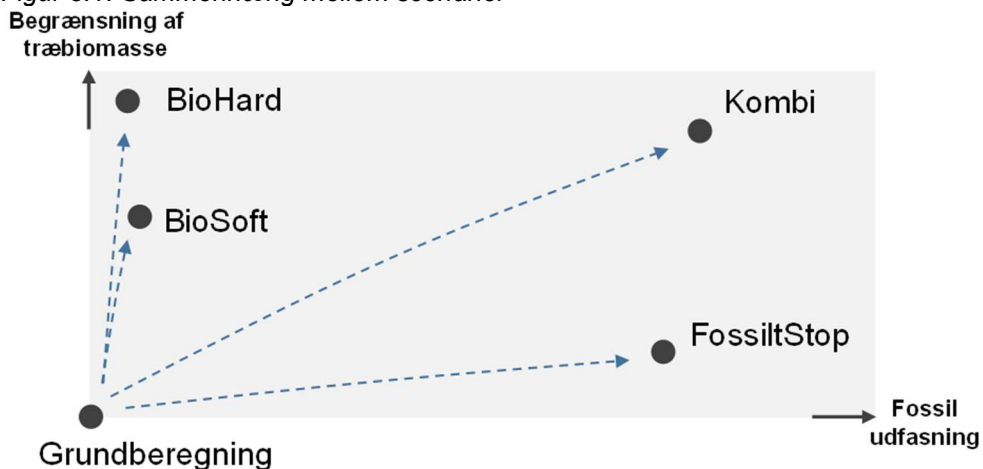 Begrænsning af
træbiomasse
BioHard
Kombi
BioSoft
FossiltStop
Fossil
udfasning
Grundberegning